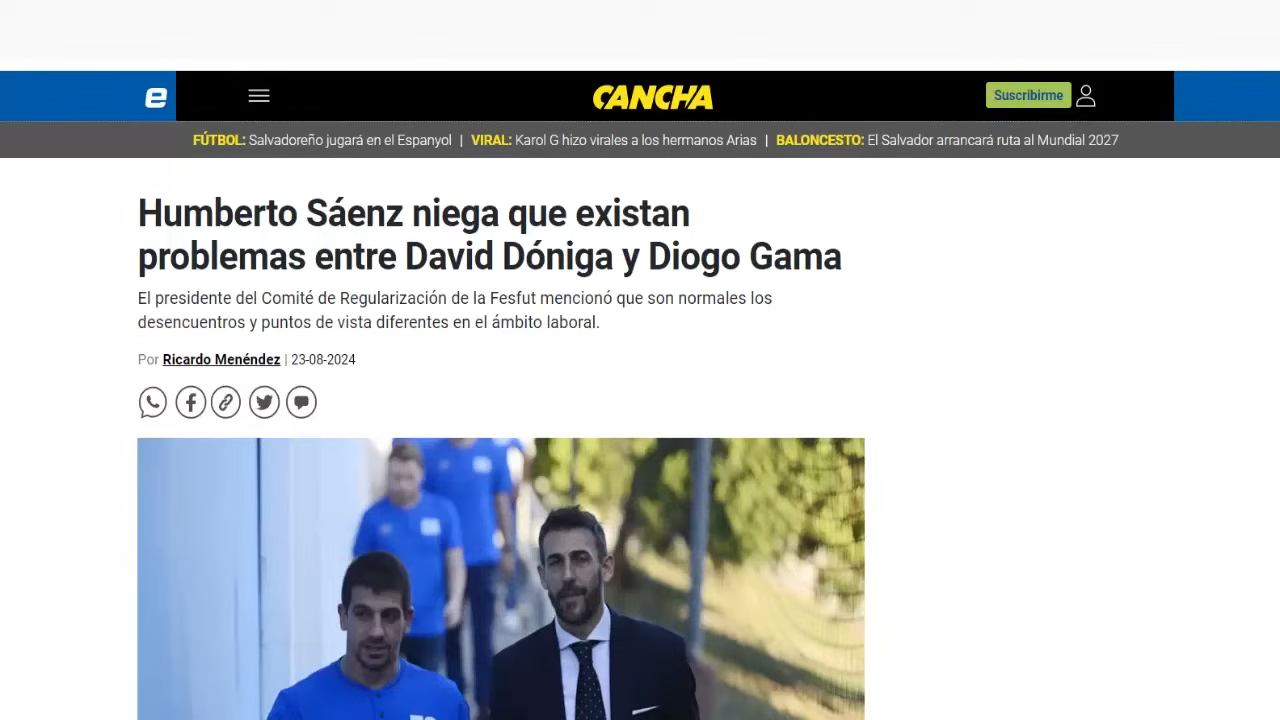 e
CANCHA
Suscribirme
FÚTBOL: Salvadoreño jugará en el Espanyol | VIRAL: Karol G hizo virales a los hermanos Arias | BALONCESTO: El Salvador arrancará ruta al Mundial 2027
Humberto Sáenz niega que existan
problemas entre David Dóniga y Diogo Gama
El presidente del Comité de Regularización de la Fesfut mencionó que son normales los
desencuentros y puntos de vista diferentes en el ámbito laboral.
Por Ricardo Menéndez | 23-08-2024